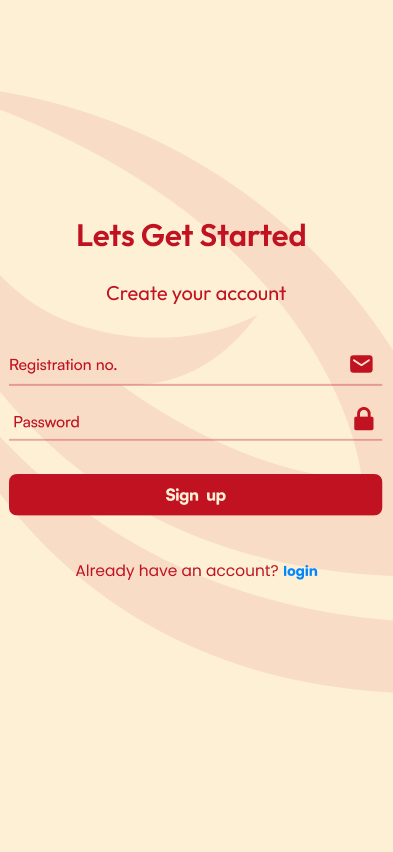 Lets Get Started
Create your account
Registration no.
Password
Sign up
Already have an account? login